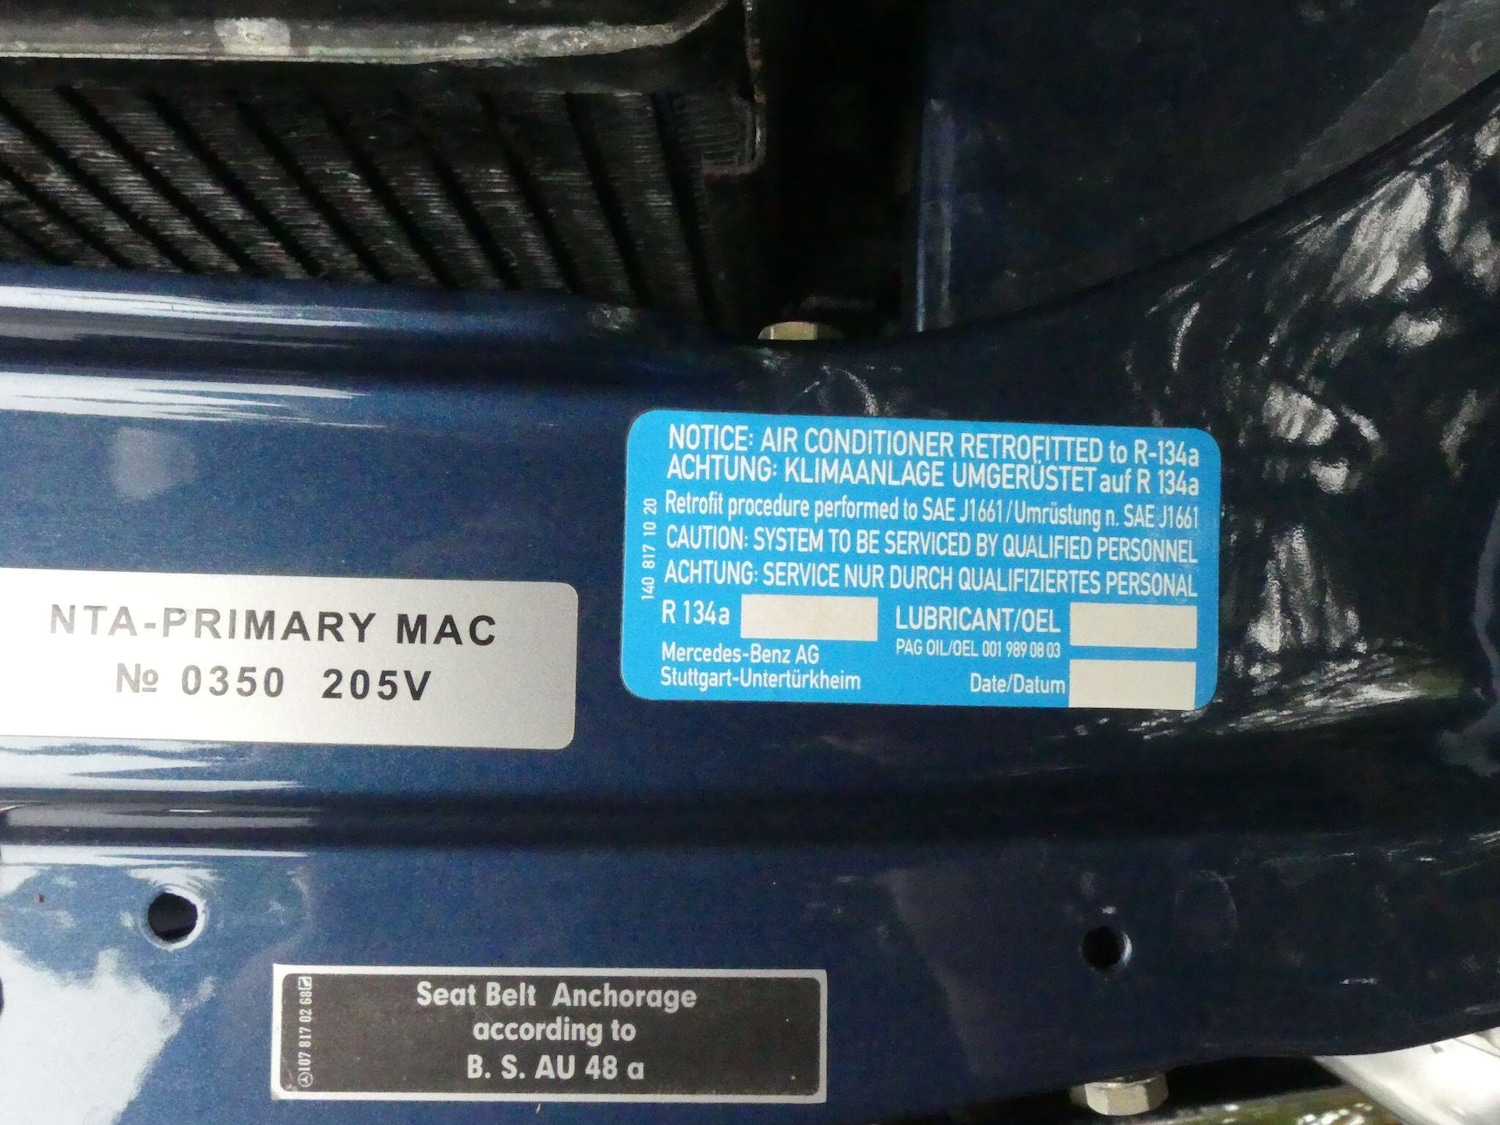 NOTICE: AIR CONDITIONER RETROFITTED to R-134a
ACHTUNG: KLIMAANLAGE UMGERÜSTET auf R 134a
Retrofit procedure performed to SAE J1661/Umrüstung n. SAE J1661
CAUTION: SYSTEM TO BE SERVICED BY QUALIFIED PERSONNEL
ACHTUNG: SERVICE NUR DURCH QUALIFIZIERTES PERSONAL
R 134a LUBRICANT/OEL
PAG OIL/OEL 001 989 08 03
Mercedes-Benz AG
Stuttgart-Untertürkheim
Date/Datum
140 817 10 20
NTA-PRIMARY MAC
№ 0350 205V
Seat Belt Anchorage
according to
B. S. AU 48 a
107 817 02 68